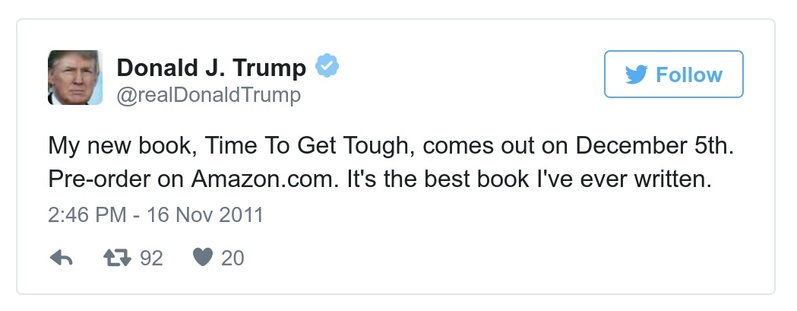 Donald J. Trump
@realDonaldTrump
Follow
My new book, Time To Get Tough, comes out on December 5th.
Pre-order on Amazon.com. It's the best book I've ever written.
2:46 PM - 16 Nov 2011
92 20